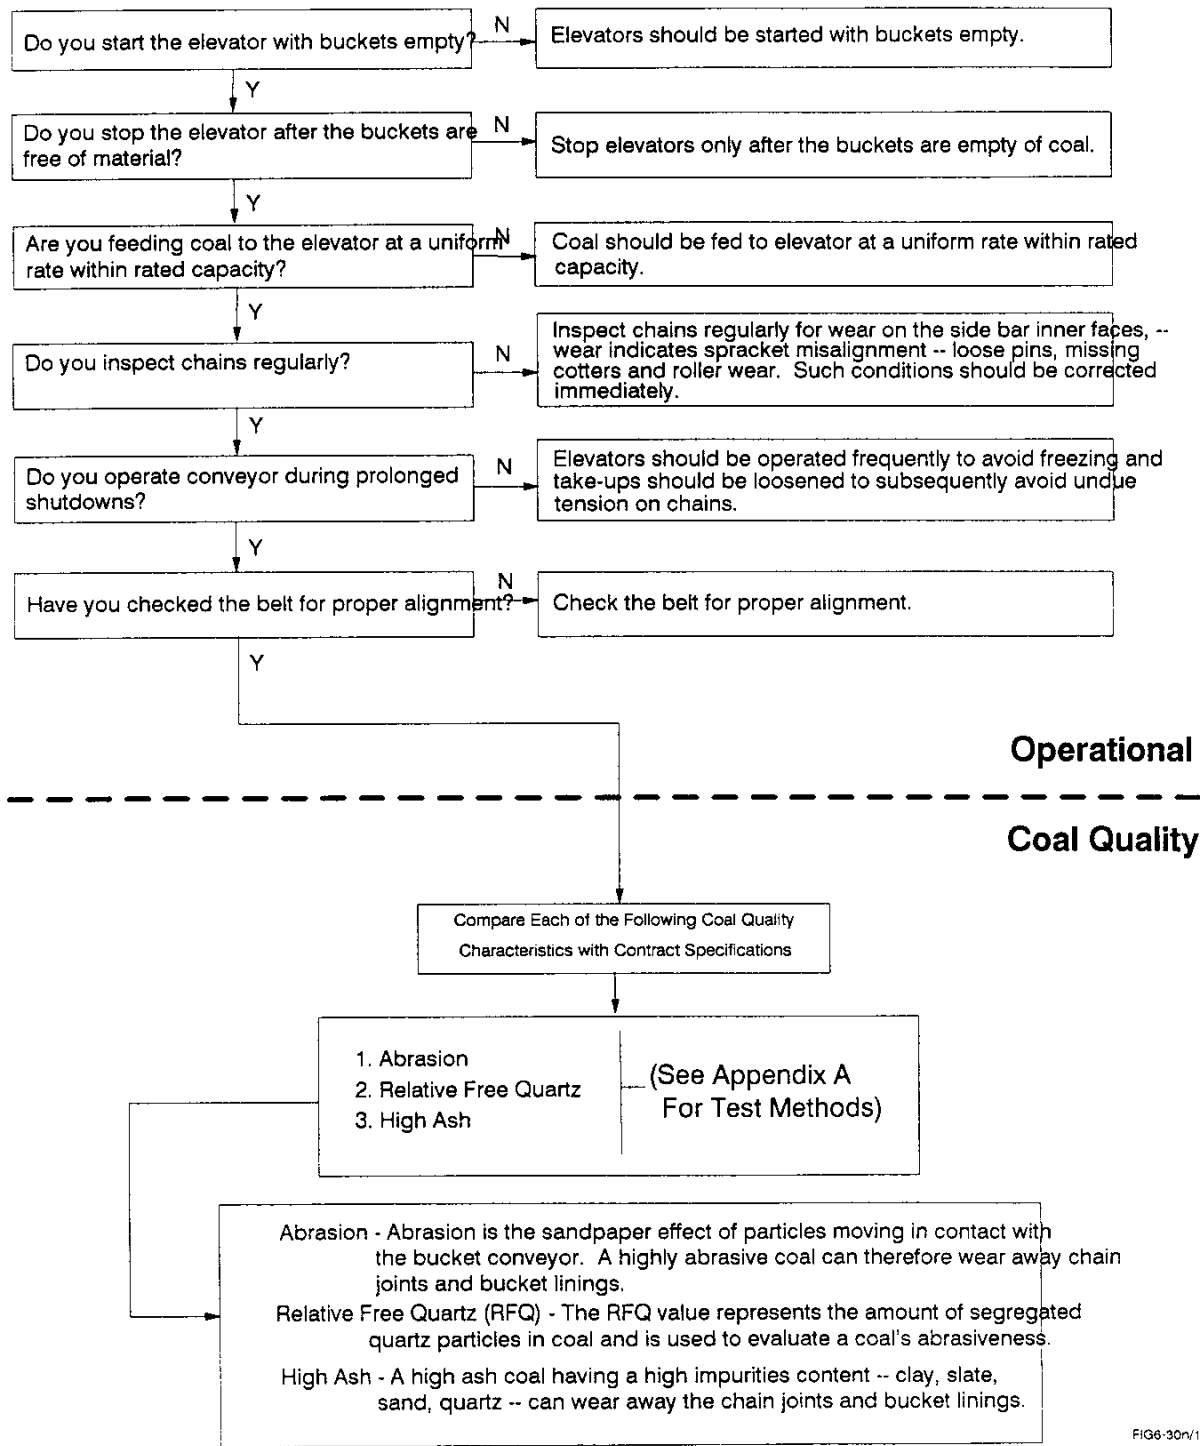 Do you start the elevator with buckets empty?
N
Elevators should be started with buckets empty.
Y
Do you stop the elevator after the buckets are
free of material?
N
Stop elevators only after the buckets are empty of coal.
Y
Are you feeding coal to the elevator at a uniform
rate within rated capacity?
N
Coal should be fed to elevator at a uniform rate within rated
capacity.
Y
Do you inspect chains regularly?
N
Inspect chains regularly for wear on the side bar inner faces, --
wear indicates spracket misalignment -- loose pins, missing
cotters and roller wear. Such conditions should be corrected
immediately.
Y
Do you operate conveyor during prolonged
shutdowns?
N
Elevators should be operated frequently to avoid freezing and
take-ups should be loosened to subsequently avoid undue
tension on chains.
Y
Have you checked the belt for proper alignment?
N
Check the belt for proper alignment.
Y
Operational
Coal Quality
Compare Each of the Following Coal Quality
Characteristics with Contract Specifications
1. Abrasion
2. Relative Free Quartz
3. High Ash
(See Appendix A
For Test Methods)
Abrasion - Abrasion is the sandpaper effect of particles moving in contact with
the bucket conveyor. A highly abrasive coal can therefore wear away chain
joints and bucket linings.
Relative Free Quartz (RFQ) - The RFQ value represents the amount of segregated
quartz particles in coal and is used to evaluate a coal's abrasiveness.
High Ash - A high ash coal having a high impurities content -- clay, slate,
sand, quartz -- can wear away the chain joints and bucket linings.
FIG6-30n/1